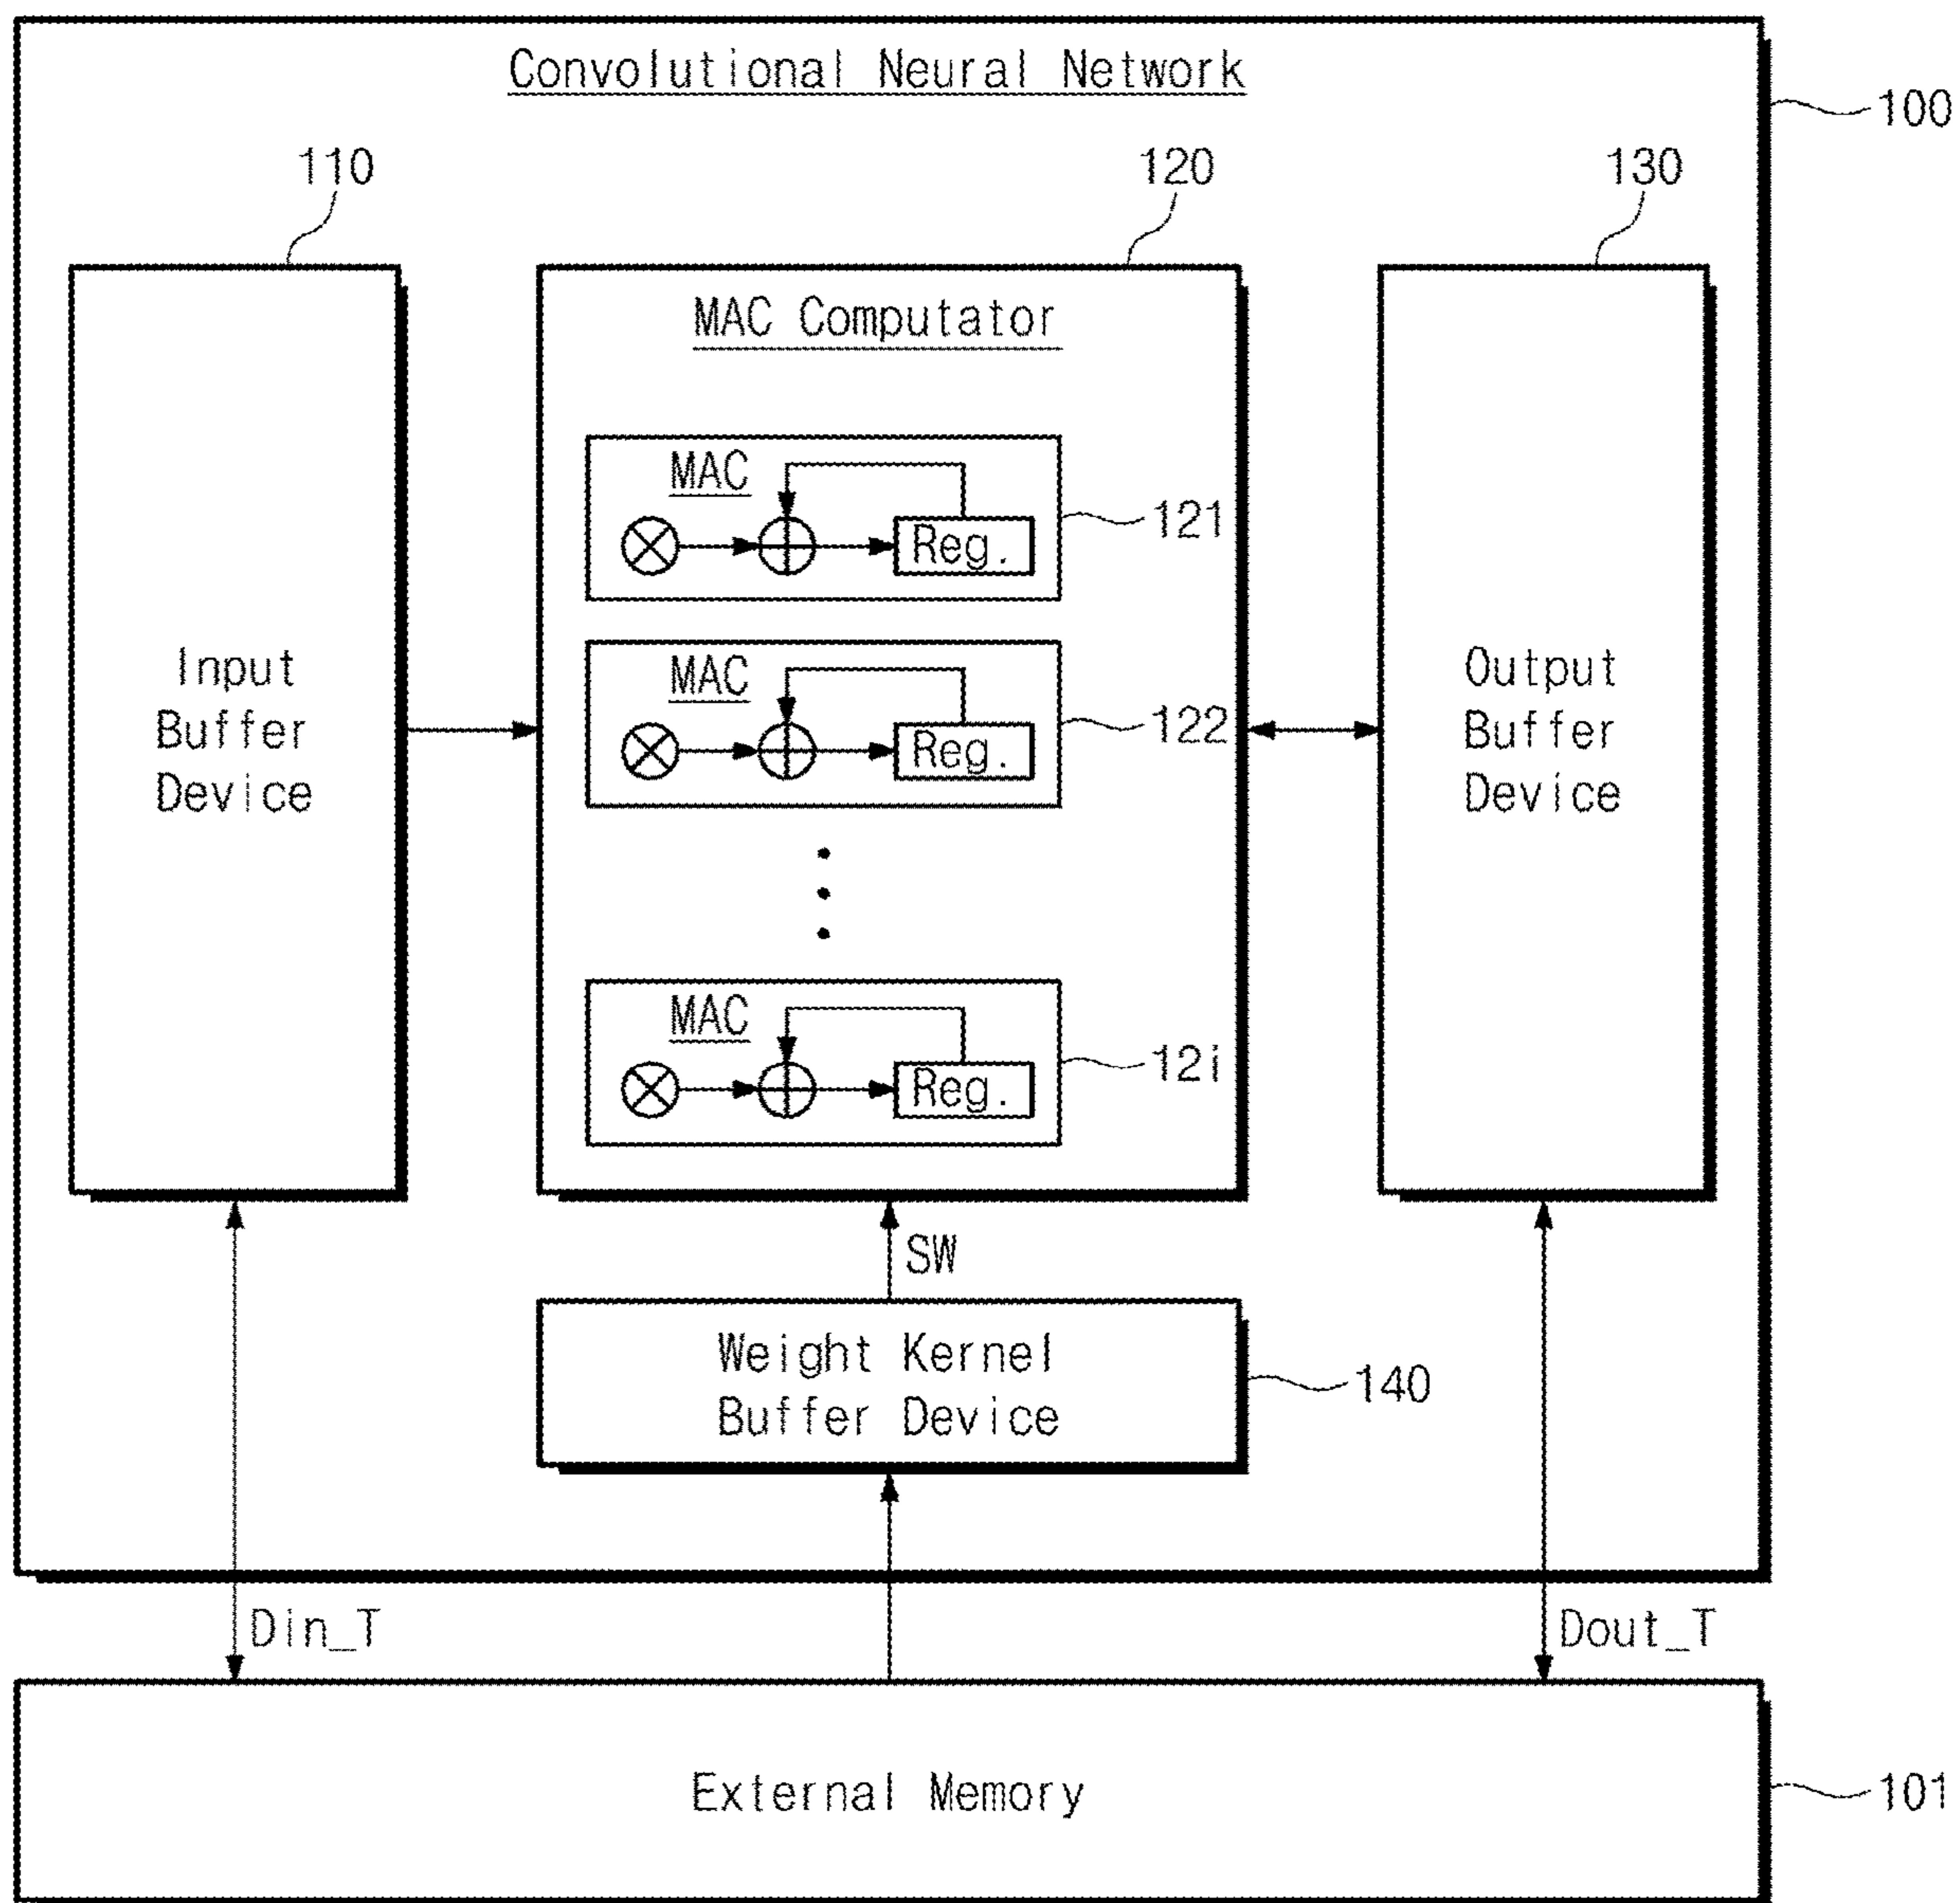 Convolutional Neural Network
100
110
120
130
MAC Computator
MAC
Reg.
121
MAC
Reg.
122
Input
Buffer
Device
Output
Buffer
Device
MAC
Reg.
12i
SW
Weight Kernel
Buffer Device
140
Din_T
Dout_T
External Memory
101